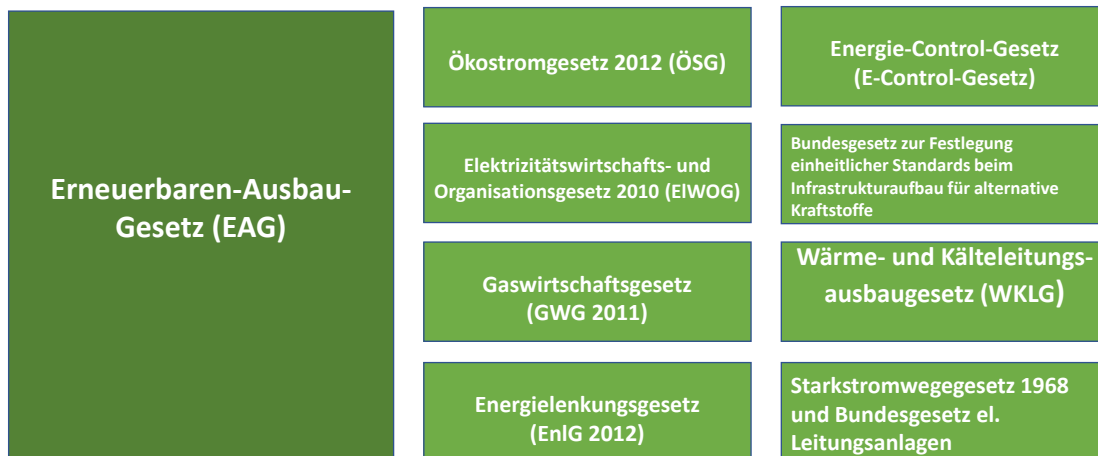 Erneuerbaren-Ausbau-
Gesetz (EAG)
Ökostromgesetz 2012 (ÖSG)
Elektrizitätswirtschafts- und
Organisationsgesetz 2010 (ElWOG)
Gaswirtschaftsgesetz
(GWG 2011)
Energielenkungsgesetz
(EnlG 2012)
Energie-Control-Gesetz
(E-Control-Gesetz)
Bundesgesetz zur Festlegung
einheitlicher Standards beim
Infrastrukturaufbau für alternative
Kraftstoffe
Wärme- und Kälteleitungs-
ausbaugesetz (WKLG)
Starkstromwegegesetz 1968
und Bundesgesetz el.
Leitungsanlagen